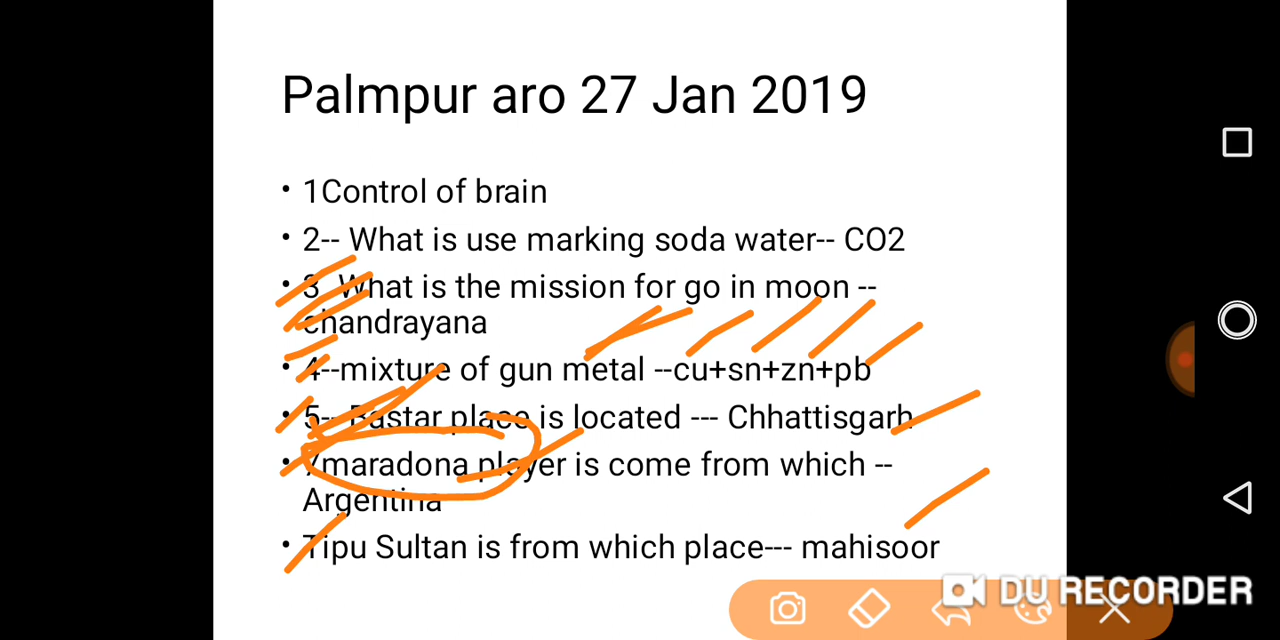 Palmpur aro 27 Jan 2019
• 1Control of brain
• 2-- What is use marking soda water-- CO2
• 3 What is the mission for go in moon --
chandrayana
• 4--mixture of gun metal --cu+sn+zn+pb
• 5-- Bastar place is located --- Chhattisgarh
• 7maradona player is come from which --
Argentina
• Tipu Sultan is from which place--- mahisoor
DU RECORDER